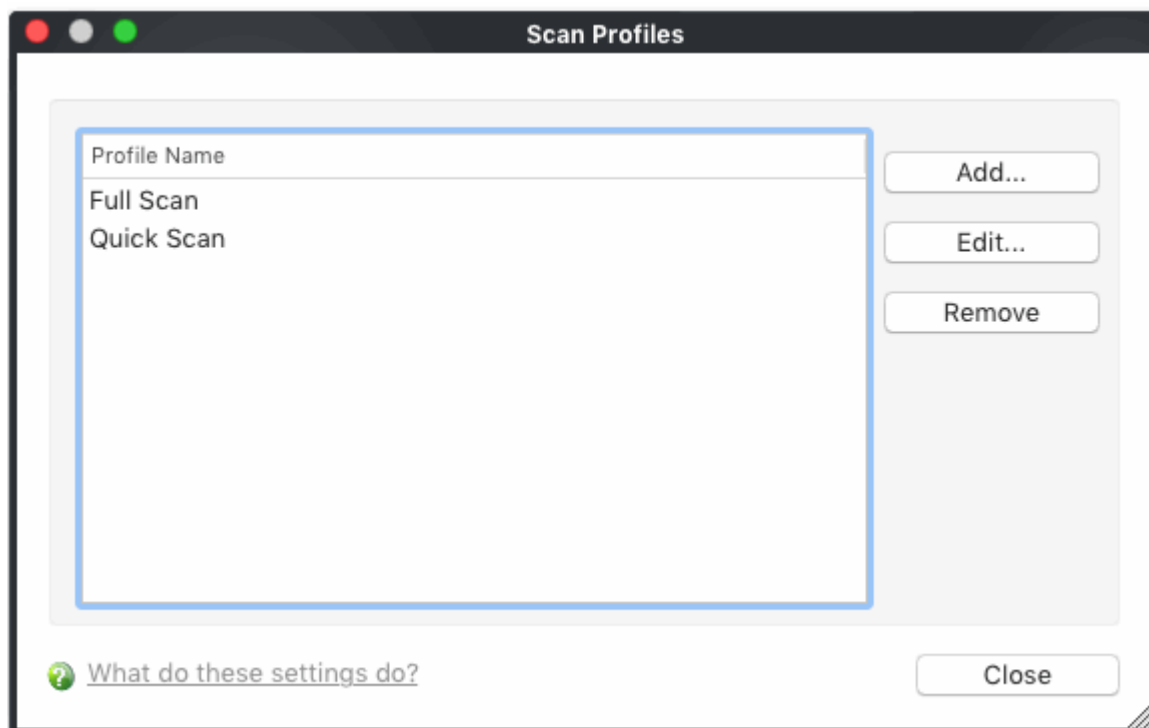 Scan Profiles
Profile Name
Full Scan
Quick Scan
Add...
Edit...
Remove
What do these settings do?
Close